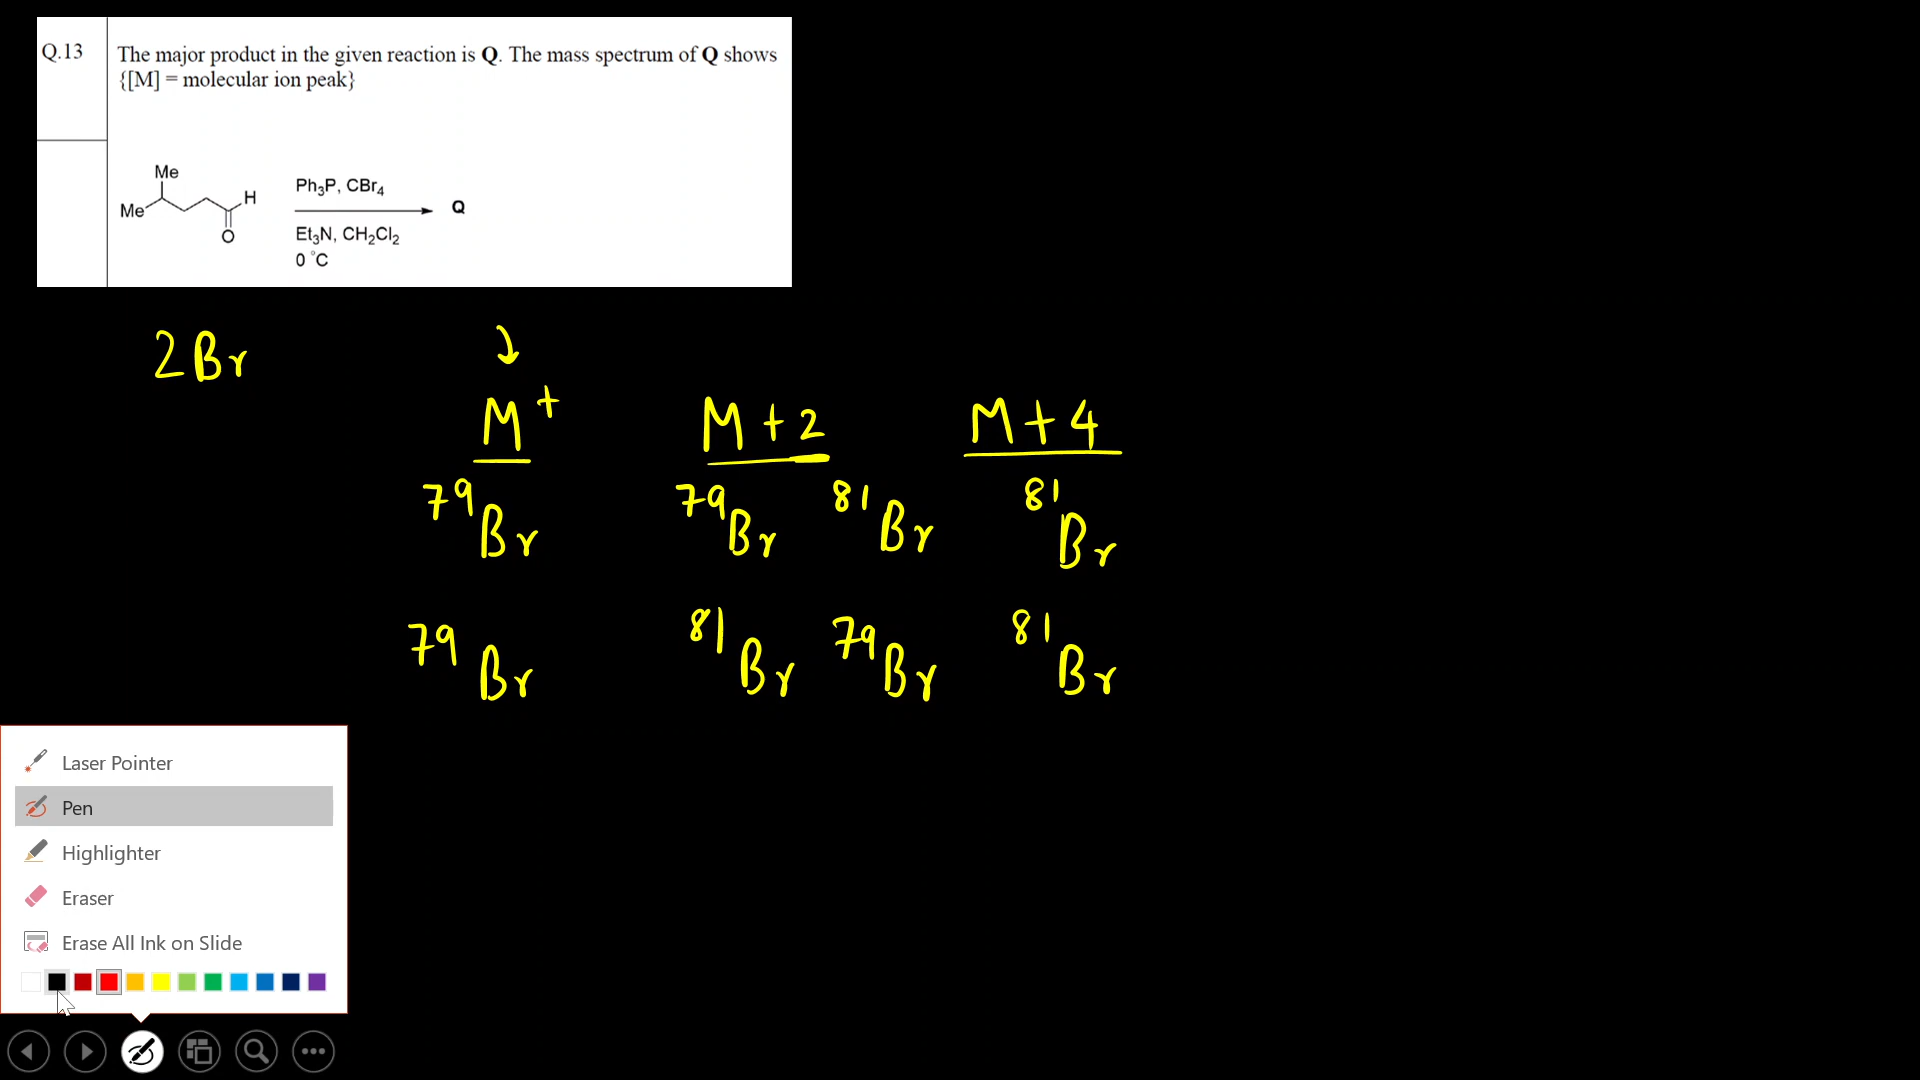 Q.13
The major product in the given reaction is Q. The mass spectrum of Q shows
{[M] = molecular ion peak}
Me
Me
H
O
Ph₃P, CBr₄
Et₃N, CH₂Cl₂
0 °C
Q
2Br
M⁺ M+2 M+4
⁷⁹Br ⁷⁹Br ⁸¹Br ⁸¹Br
⁷⁹Br ⁸¹Br ⁷⁹Br ⁸¹Br
Laser Pointer
Pen
Highlighter
Eraser
Erase All Ink on Slide